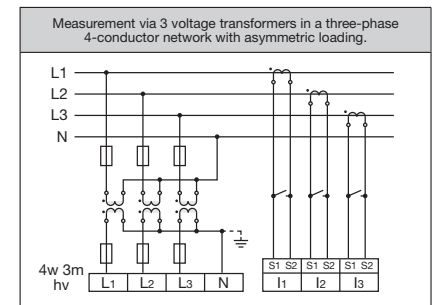 Measurement via 3 voltage transformers in a three-phase
4-conductor network with asymmetric loading.
L1
L2
L3
N
4w 3m
hv
L1 L2 L3 N
S1 S2 S1 S2 S1 S2
I1 I2 I3